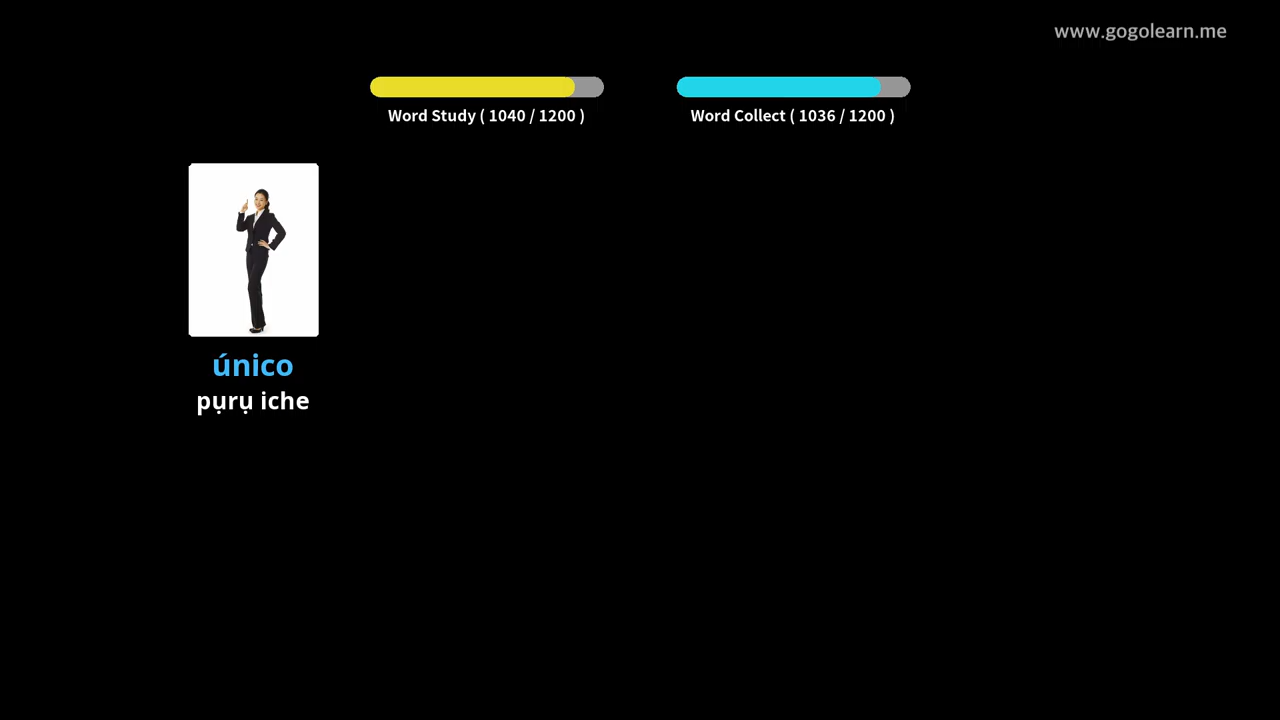 www.gogolearn.me
Word Study ( 1040 / 1200 )
Word Collect ( 1036 / 1200 )
único
pụrụ iche